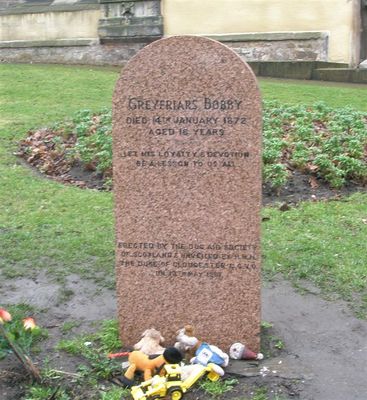 GREYFRIARS BOBBY
DIED 14TH JANUARY 1872
AGED 16 YEARS
LET HIS LOYALTY & DEVOTION
BE A LESSON TO US ALL
ERECTED BY THE DOG AID SOCIETY
OF SCOTLAND & UNVEILED BY H.R.H.
THE DUKE OF GLOUCESTER G.C.V.O.
ON 13TH MAY 1981